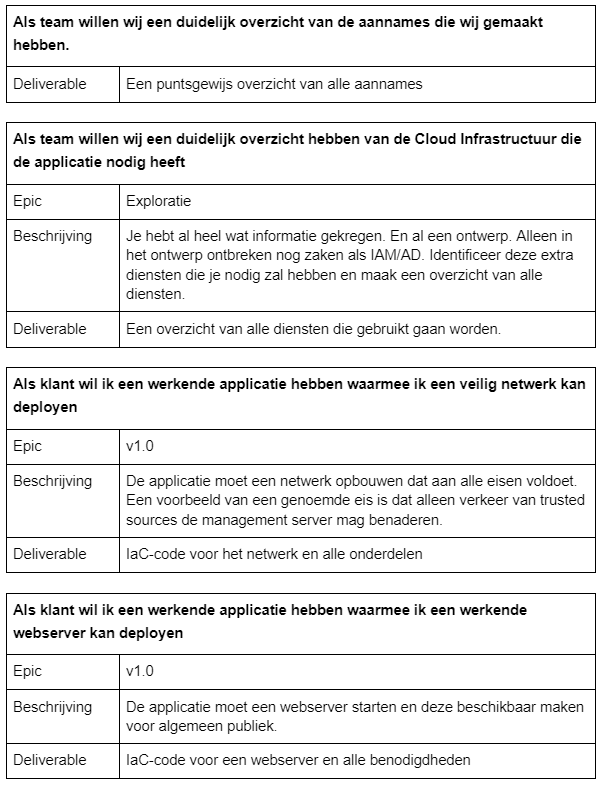 Als team willen wij een duidelijk overzicht van de aannames die wij gemaakt
hebben.
Deliverable Een puntsgewijs overzicht van alle aannames
Als team willen wij een duidelijk overzicht hebben van de Cloud Infrastructuur die
de applicatie nodig heeft
Epic Exploratie
Beschrijving Je hebt al heel wat informatie gekregen. En al een ontwerp. Alleen in
het ontwerp ontbreken nog zaken als IAM/AD. Identificeer deze extra
diensten die je nodig zal hebben en maak een overzicht van alle
diensten.
Deliverable Een overzicht van alle diensten die gebruikt gaan worden.
Als klant wil ik een werkende applicatie hebben waarmee ik een veilig netwerk kan
deployen
Epic v1.0
Beschrijving De applicatie moet een netwerk opbouwen dat aan alle eisen voldoet.
Een voorbeeld van een genoemde eis is dat alleen verkeer van trusted
sources de management server mag benaderen.
Deliverable IaC-code voor het netwerk en alle onderdelen
Als klant wil ik een werkende applicatie hebben waarmee ik een werkende
webserver kan deployen
Epic v1.0
Beschrijving De applicatie moet een webserver starten en deze beschikbaar maken
voor algemeen publiek.
Deliverable IaC-code voor een webserver en alle benodigdheden